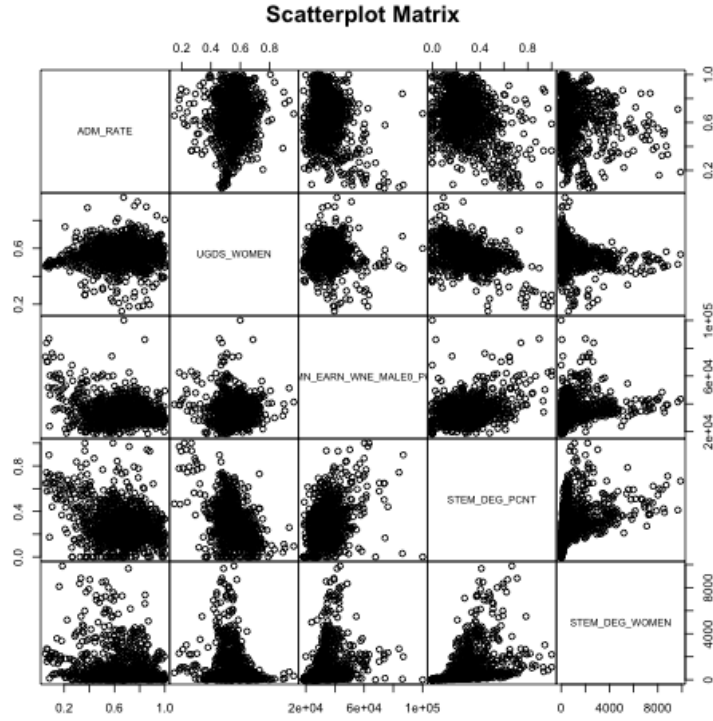 Scatterplot Matrix
0.2 0.4 0.6 0.8
0.0 0.4 0.8
ADM_RATE
0.2 0.6 1.0
0.2 0.6
UGDS_WOMEN
MN_EARN_WNE_MALE0_P
2e+04 6e+04 1e+05
0.0 0.4 0.8
STEM_DEG_PCNT
STEM_DEG_WOMEN
0 4000 8000
0.2 0.6 1.0
2e+04 6e+04 1e+05
0 4000 8000